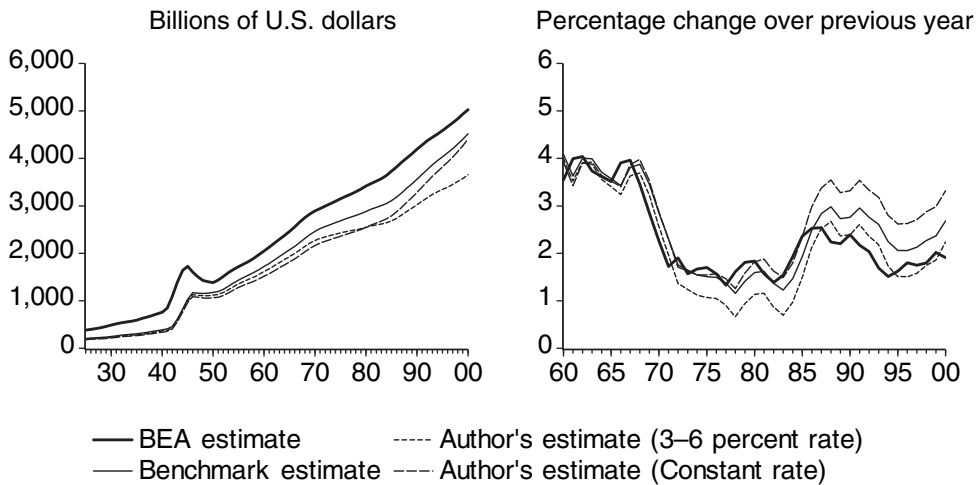 Billions of U.S. dollars
6,000
5,000
4,000
3,000
2,000
1,000
0
30 40 50 60 70 80 90 00
Percentage change over previous year
6
5
4
3
2
1
0
60 65 70 75 80 85 90 95 00
BEA estimate
Benchmark estimate
Author's estimate (3–6 percent rate)
Author's estimate (Constant rate)